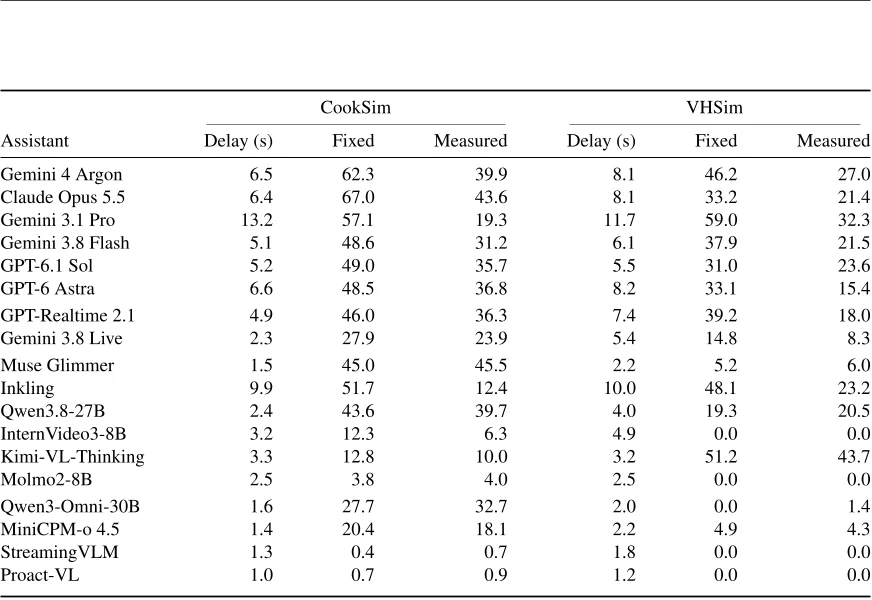 CookSim VHSim
Assistant Delay (s) Fixed Measured Delay (s) Fixed Measured
Gemini 4 Argon 6.5 62.3 39.9 8.1 46.2 27.0
Claude Opus 5.5 6.4 67.0 43.6 8.1 33.2 21.4
Gemini 3.1 Pro 13.2 57.1 19.3 11.7 59.0 32.3
Gemini 3.8 Flash 5.1 48.6 31.2 6.1 37.9 21.5
GPT-6.1 Sol 5.2 49.0 35.7 5.5 31.0 23.6
GPT-6 Astra 6.6 48.5 36.8 8.2 33.1 15.4
GPT-Realtime 2.1 4.9 46.0 36.3 7.4 39.2 18.0
Gemini 3.8 Live 2.3 27.9 23.9 5.4 14.8 8.3
Muse Glimmer 1.5 45.0 45.5 2.2 5.2 6.0
Inkling 9.9 51.7 12.4 10.0 48.1 23.2
Qwen3.8-27B 2.4 43.6 39.7 4.0 19.3 20.5
InternVideo3-8B 3.2 12.3 6.3 4.9 0.0 0.0
Kimi-VL-Thinking 3.3 12.8 10.0 3.2 51.2 43.7
Molmo2-8B 2.5 3.8 4.0 2.5 0.0 0.0
Qwen3-Omni-30B 1.6 27.7 32.7 2.0 0.0 1.4
MiniCPM-o 4.5 1.4 20.4 18.1 2.2 4.9 4.3
StreamingVLM 1.3 0.4 0.7 1.8 0.0 0.0
Proact-VL 1.0 0.7 0.9 1.2 0.0 0.0